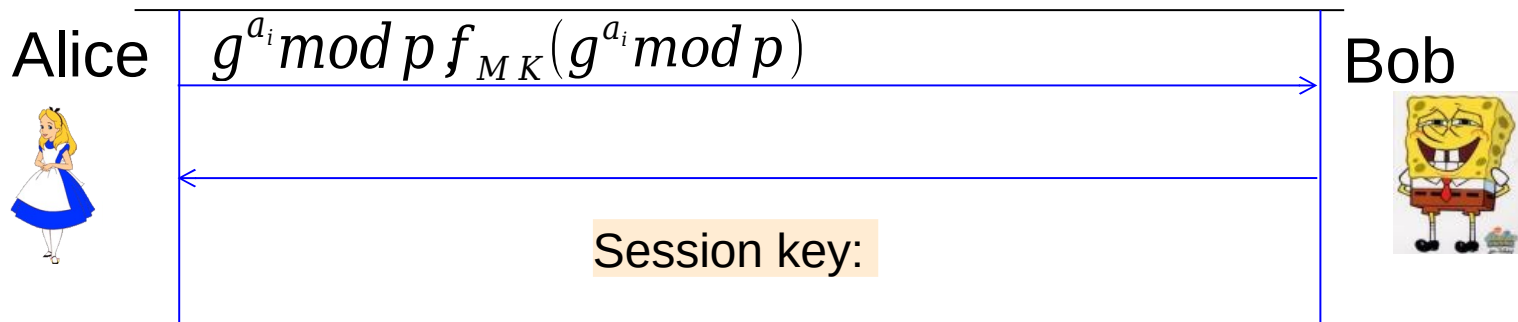 Alice
g^{a_i} mod p, f_{MK}(g^{a_i} mod p)
Bob
Session key: